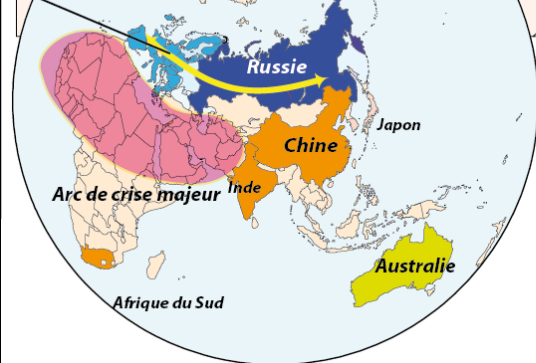 Russie
Japon
Chine
Inde
Arc de crise majeur
Australie
Afrique du Sud